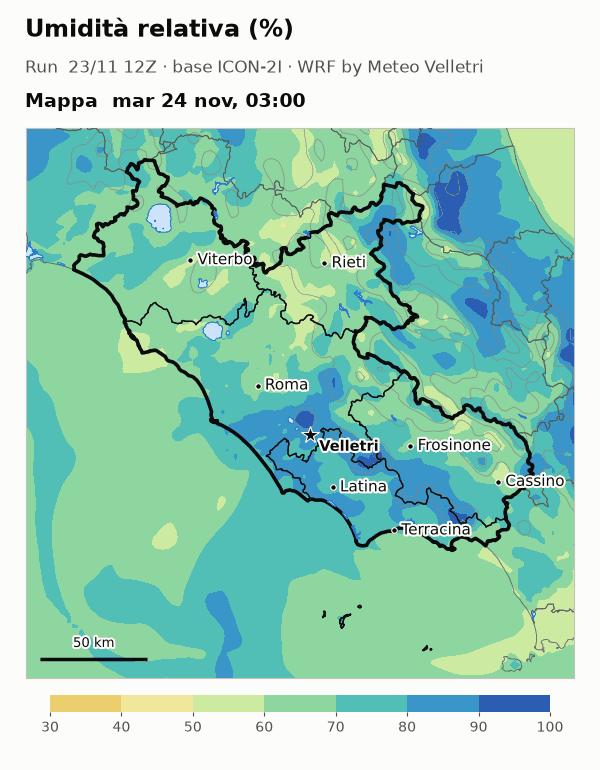 Umidità relativa (%)
Run 23/11 12Z · base ICON-2I · WRF by Meteo Velletri
Mappa mar 24 nov, 03:00
Viterbo
Rieti
Roma
Velletri
Frosinone
Latina
Cassino
Terracina
50 km
30 40 50 60 70 80 90 100